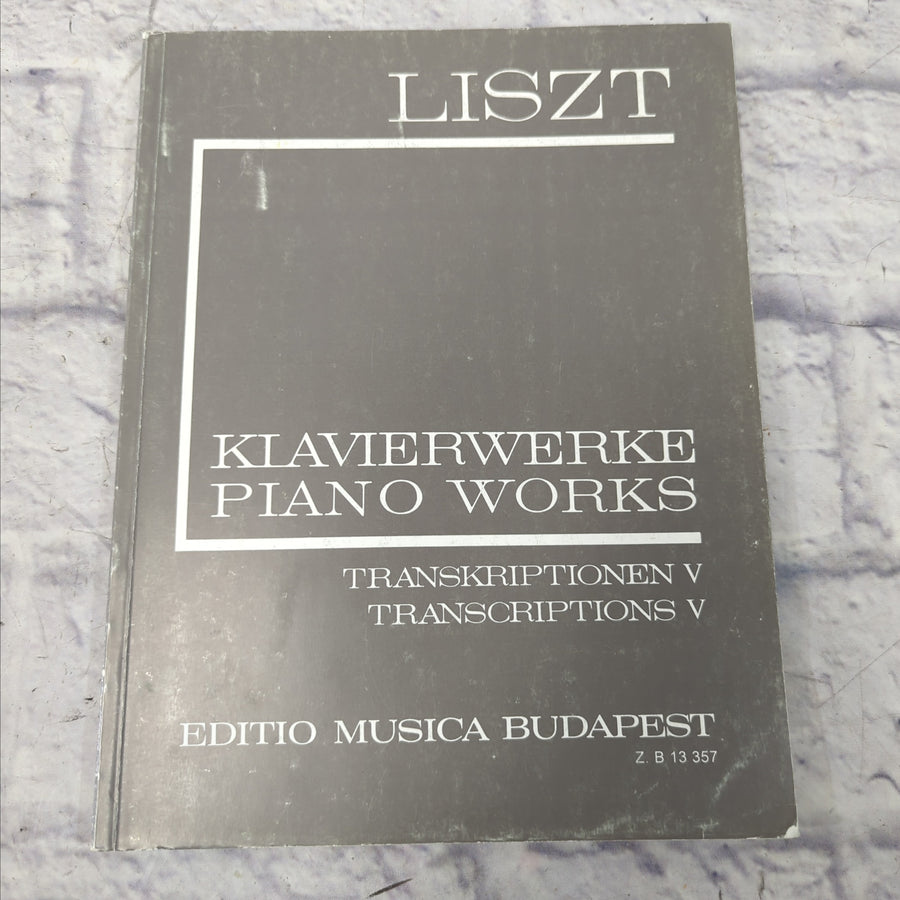 LISZT
KLAVIERWERKE
PIANO WORKS
TRANSKRIPTIONEN V
TRANSCRIPTIONS V
EDITIO MUSICA BUDAPEST
Z. B 13 357